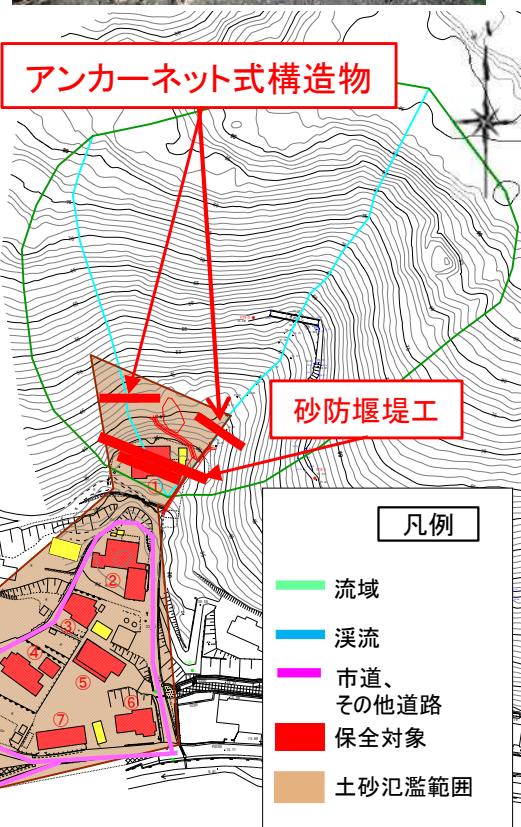 アンカーネット式構造物
砂防堰堤工
①
②
③
④
⑤
⑥
⑦
凡例
流域
渓流
市道、
その他道路
保全対象
土砂氾濫範囲